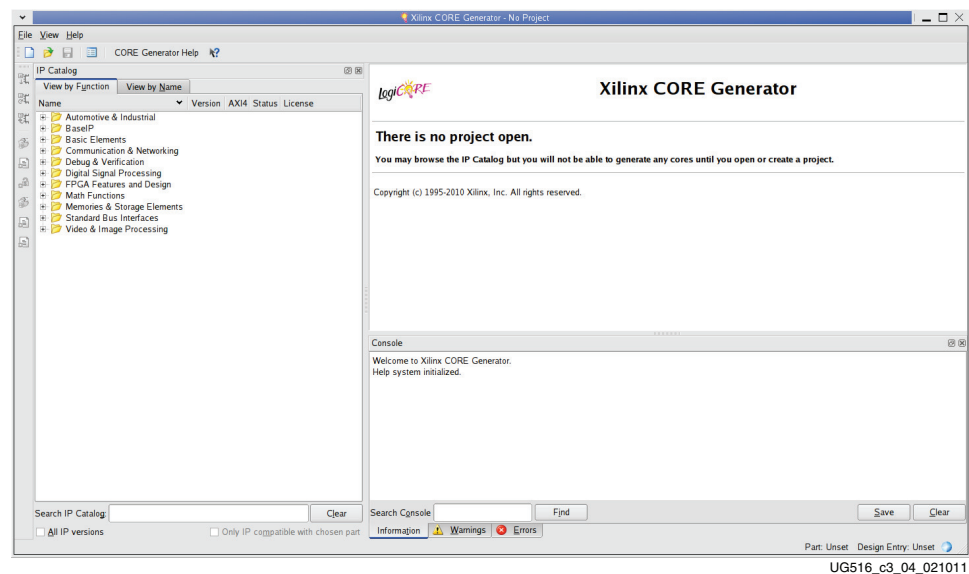 Xilinx CORE Generator - No Project
File View Help
CORE Generator Help
IP Catalog
View by Function View by Name
Name Version AXI4 Status License
Automotive & Industrial
BaseIP
Basic Elements
Communication & Networking
Debug & Verification
Digital Signal Processing
FPGA Features and Design
Math Functions
Memories & Storage Elements
Standard Bus Interfaces
Video & Image Processing
Search IP Catalog: Clear
All IP versions Only IP compatible with chosen part
logiCORE Xilinx CORE Generator
There is no project open.
You may browse the IP Catalog but you will not be able to generate any cores until you open or create a project.
Copyright (c) 1995-2010 Xilinx, Inc. All rights reserved.
Console
Welcome to Xilinx CORE Generator.
Help system initialized.
Search Console Find Save Clear
Information Warnings Errors
Part: Unset Design Entry: Unset
UG516_c3_04_021011